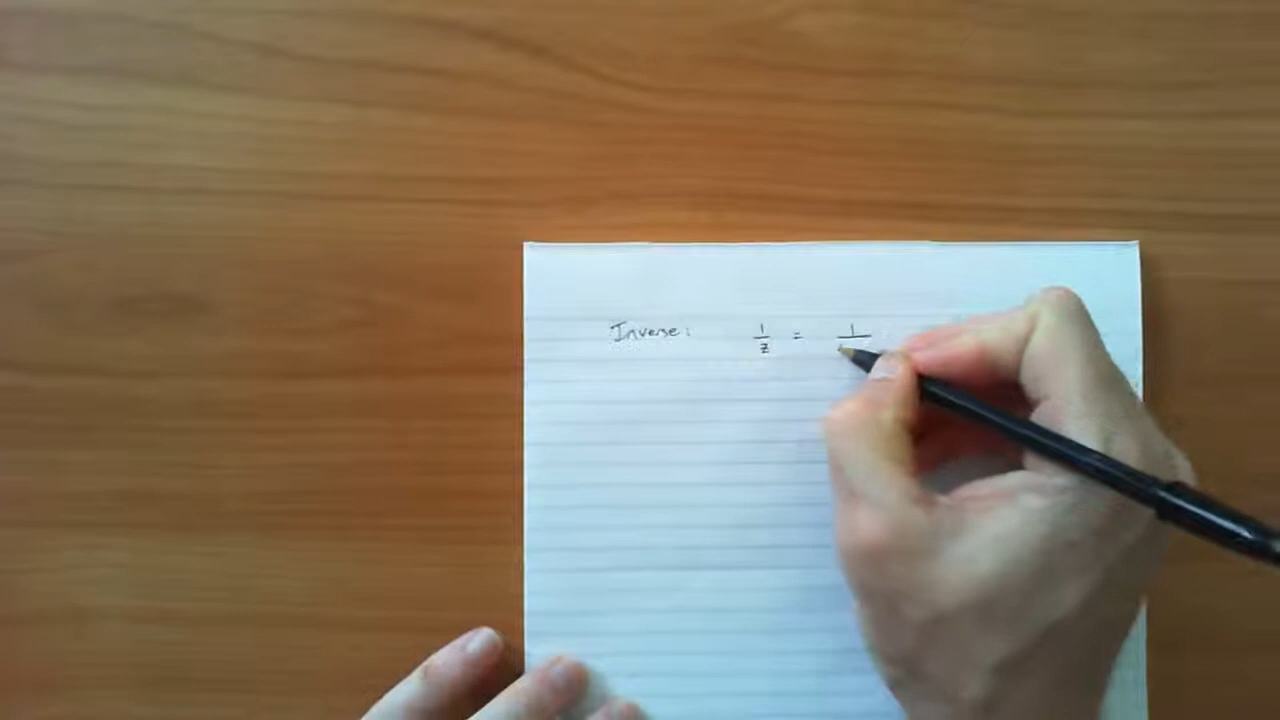 Inverse: 1/z = 1/